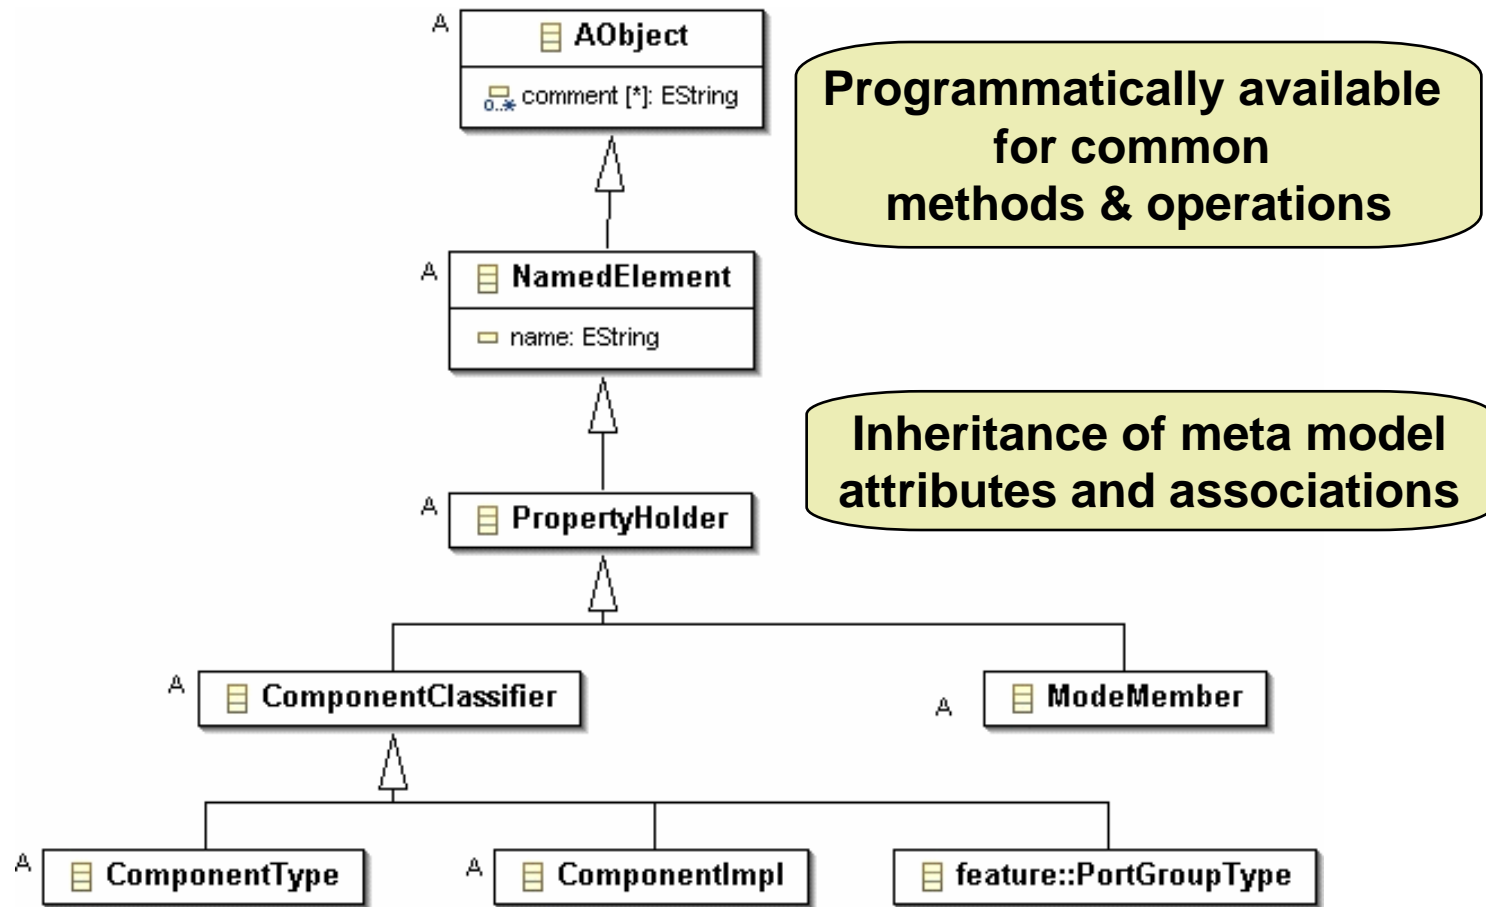 A
AObject
0..* comment [*]: EString
Programmatically available
for common
methods & operations
A
NamedElement
name: EString
Inheritance of meta model
attributes and associations
A
PropertyHolder
A
ComponentClassifier
A
ModeMember
A
ComponentType
A
ComponentImpl
feature::PortGroupType